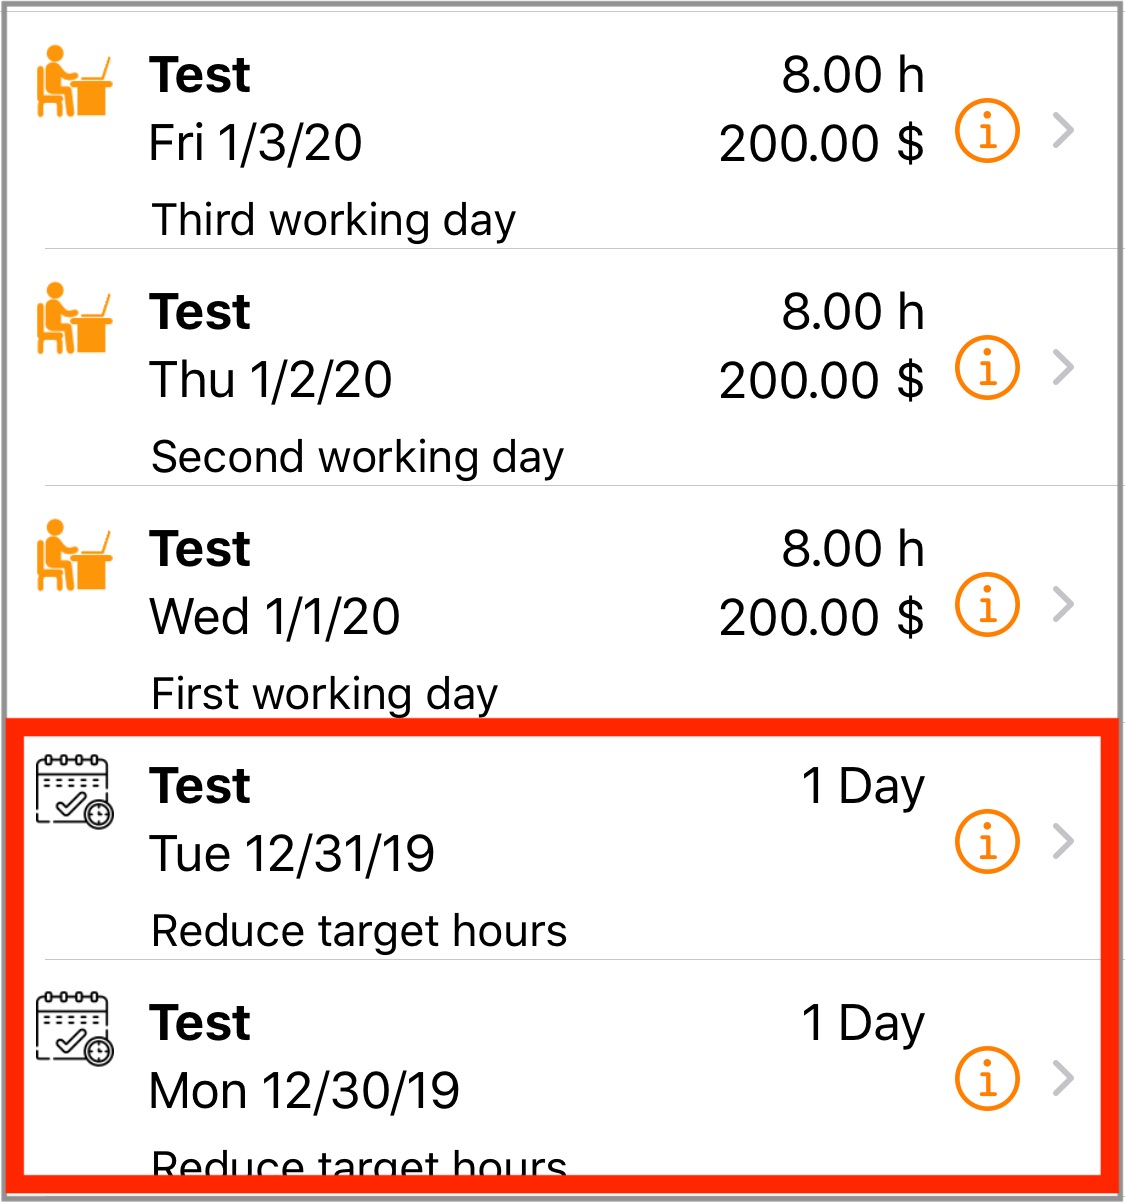 Test 8.00 h
Fri 1/3/20 200.00 $
Third working day
Test 8.00 h
Thu 1/2/20 200.00 $
Second working day
Test 8.00 h
Wed 1/1/20 200.00 $
First working day
Test 1 Day
Tue 12/31/19
Reduce target hours
Test 1 Day
Mon 12/30/19
Reduce target hours